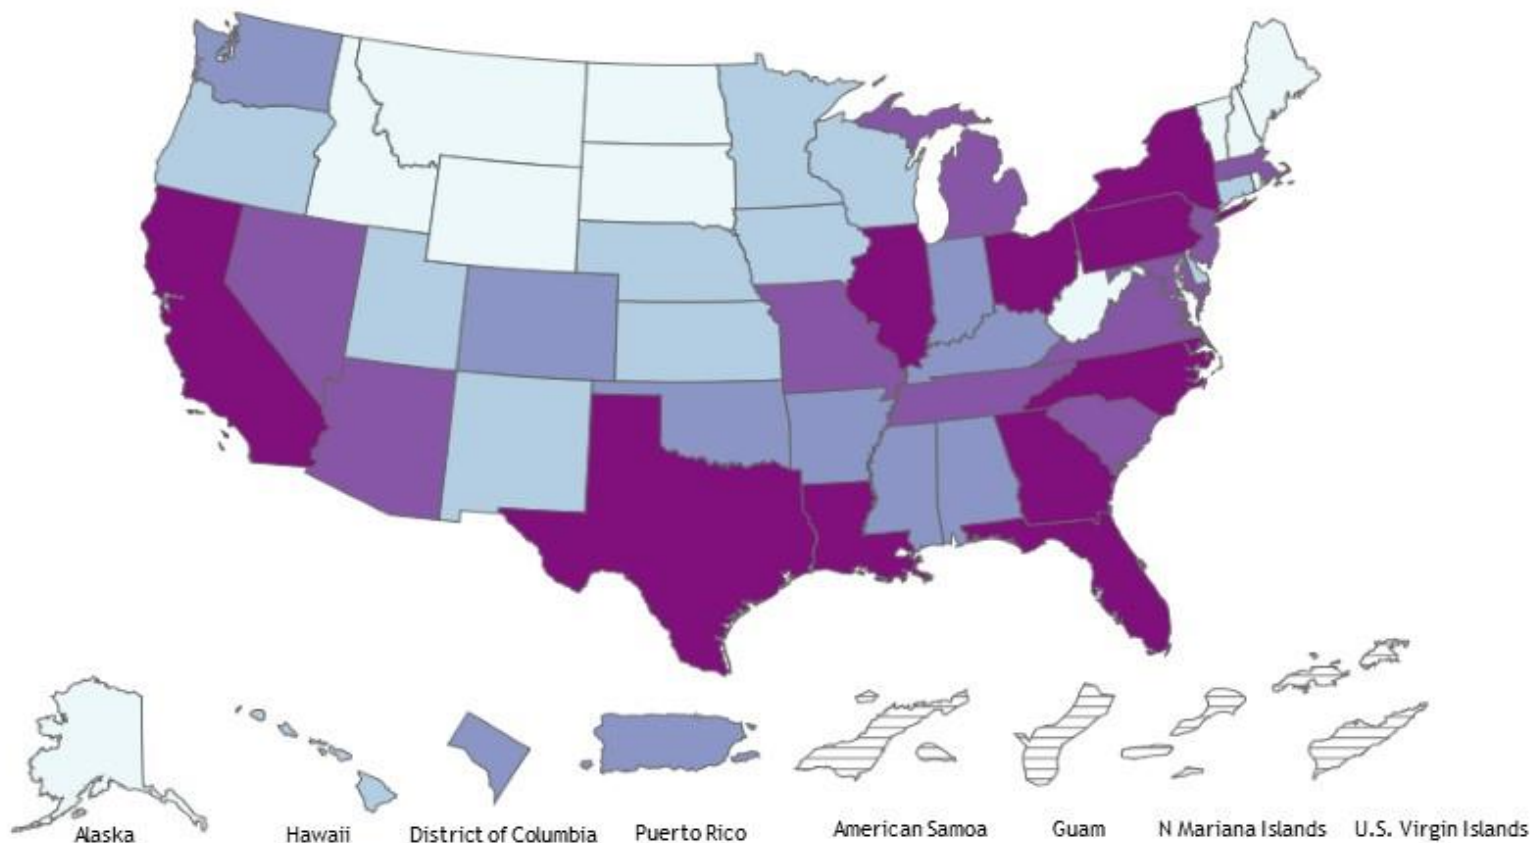 Alaska
Hawaii
District of Columbia
Puerto Rico
American Samoa
Guam
N Mariana Islands
U.S. Virgin Islands